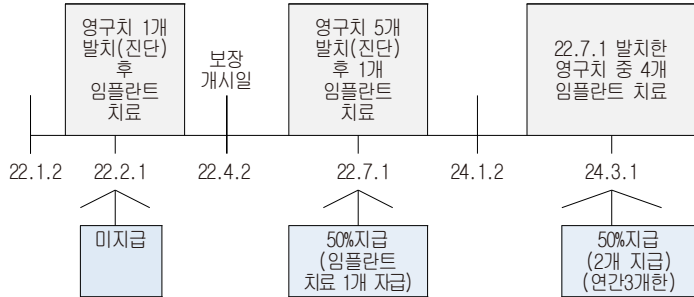 영구치 1개
발치(진단)
후
임플란트
치료
보장
개시일
영구치 5개
발치(진단)
후 1개
임플란트
치료
22.7.1 발치한
영구치 중 4개
임플란트 치료
22.1.2
22.2.1
22.4.2
22.7.1
24.1.2
24.3.1
미지급
50%지급
(임플란트
치료 1개 자급)
50%지급
(2개 지급)
(연간3개한)